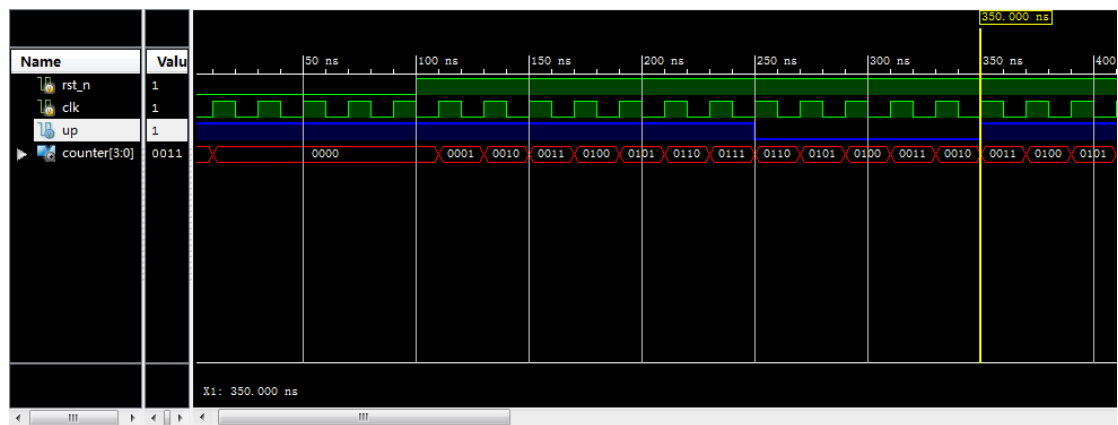 350.000 ns
Name
Valu
50 ns
100 ns
150 ns
200 ns
250 ns
300 ns
350 ns
400
rst_n
1
clk
1
up
1
counter[3:0]
0011
0000
0001
0010
0011
0100
0101
0110
0111
0110
0101
0100
0011
0010
0011
0100
0101
X1: 350.000 ns